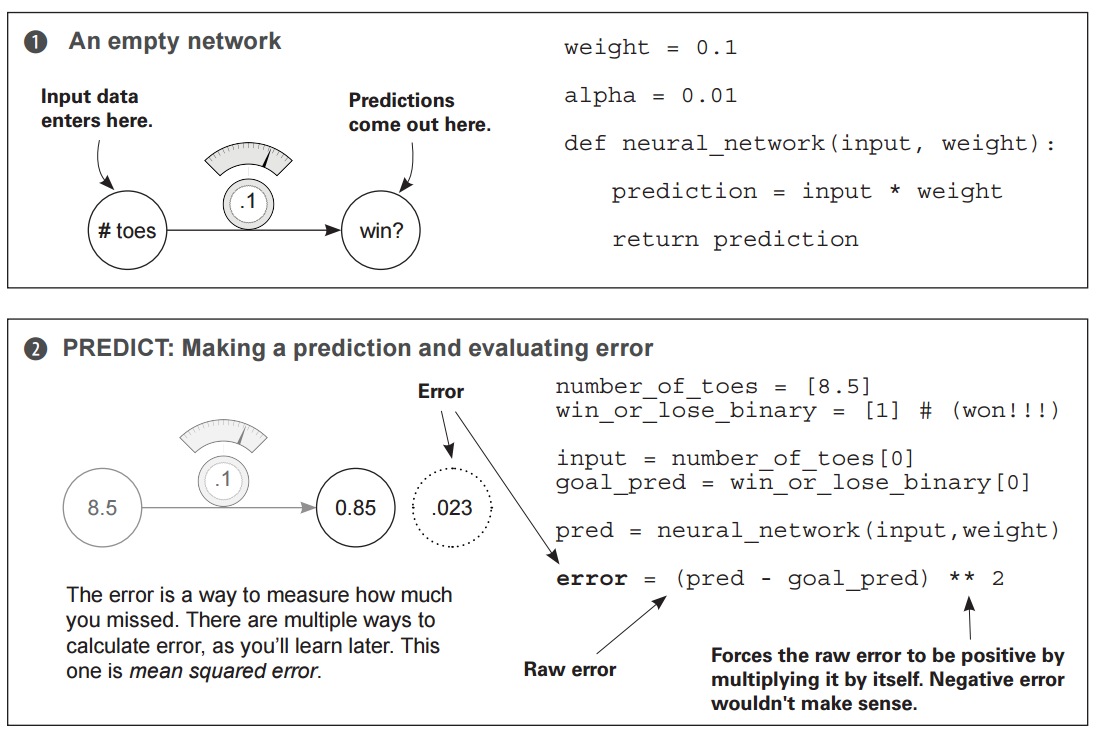 ❶ An empty network
Input data
enters here.
Predictions
come out here.
.1
# toes
win?
weight = 0.1
alpha = 0.01
def neural_network(input, weight):
prediction = input * weight
return prediction
❷ PREDICT: Making a prediction and evaluating error
Error
.1
8.5
0.85
.023
The error is a way to measure how much
you missed. There are multiple ways to
calculate error, as you’ll learn later. This
one is mean squared error.
number_of_toes = [8.5]
win_or_lose_binary = [1] # (won!!!)
input = number_of_toes[0]
goal_pred = win_or_lose_binary[0]
pred = neural_network(input,weight)
error = (pred - goal_pred) ** 2
Raw error
Forces the raw error to be positive by
multiplying it by itself. Negative error
wouldn't make sense.